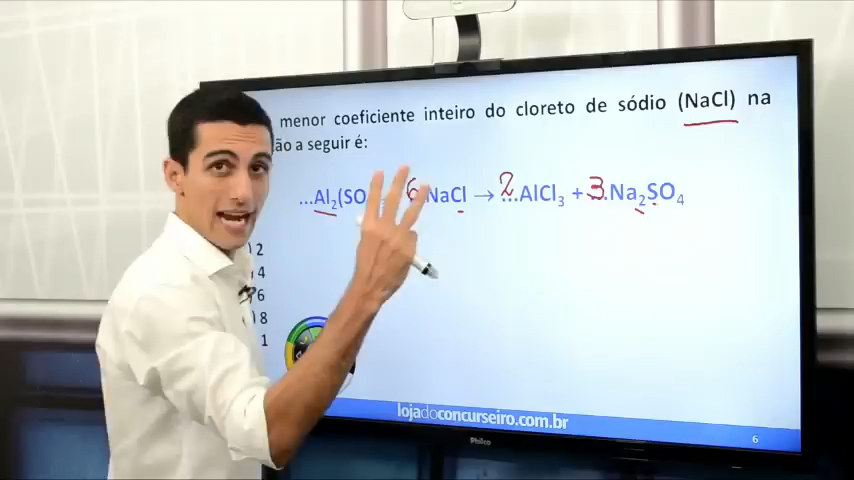 menor coeficiente inteiro do cloreto de sódio (NaCl) na
ão a seguir é:
...Al₂(SO 6 NaCl → 2 ...AlCl₃ + 3 ...Na₂SO₄
) 2
4
6
8
1
lojadoconcurseiro.com.br
6
PHILCO